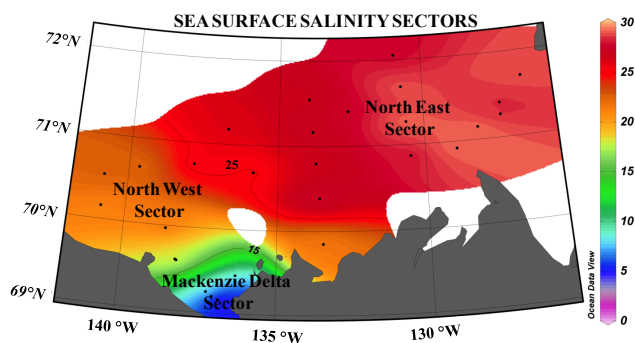 SEA SURFACE SALINITY SECTORS
72°N
71°N
70°N
69°N
North East
Sector
25
North West
Sector
15
Mackenzie Delta
Sector
140 °W
135 °W
130 °W
30
25
20
15
10
5
0
Ocean Data View